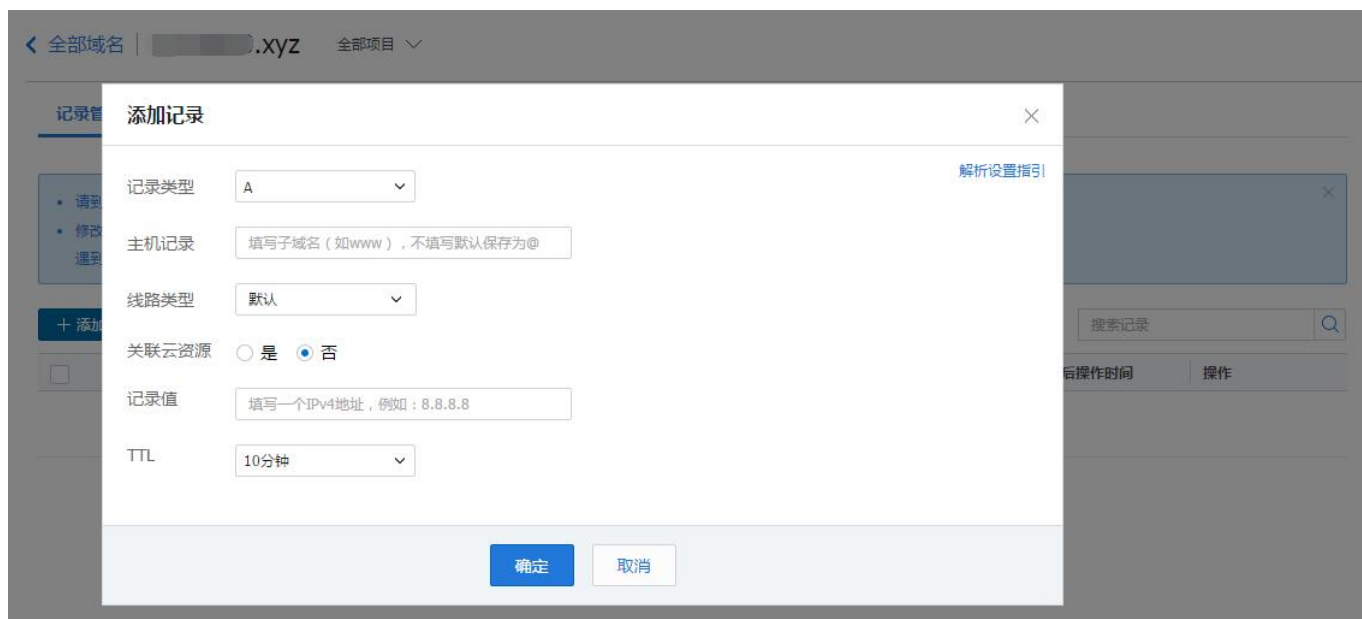 全部域名 .xyz 全部项目
记录管
添加记录
解析设置指引
记录类型 A
请到
主机记录 填写子域名（如www），不填写默认保存为@
修改
遇到
线路类型 默认
+ 添加
搜索记录
关联云资源 是 否
后操作时间 操作
记录值 填写一个IPv4地址，例如：8.8.8.8
TTL 10分钟
确定 取消